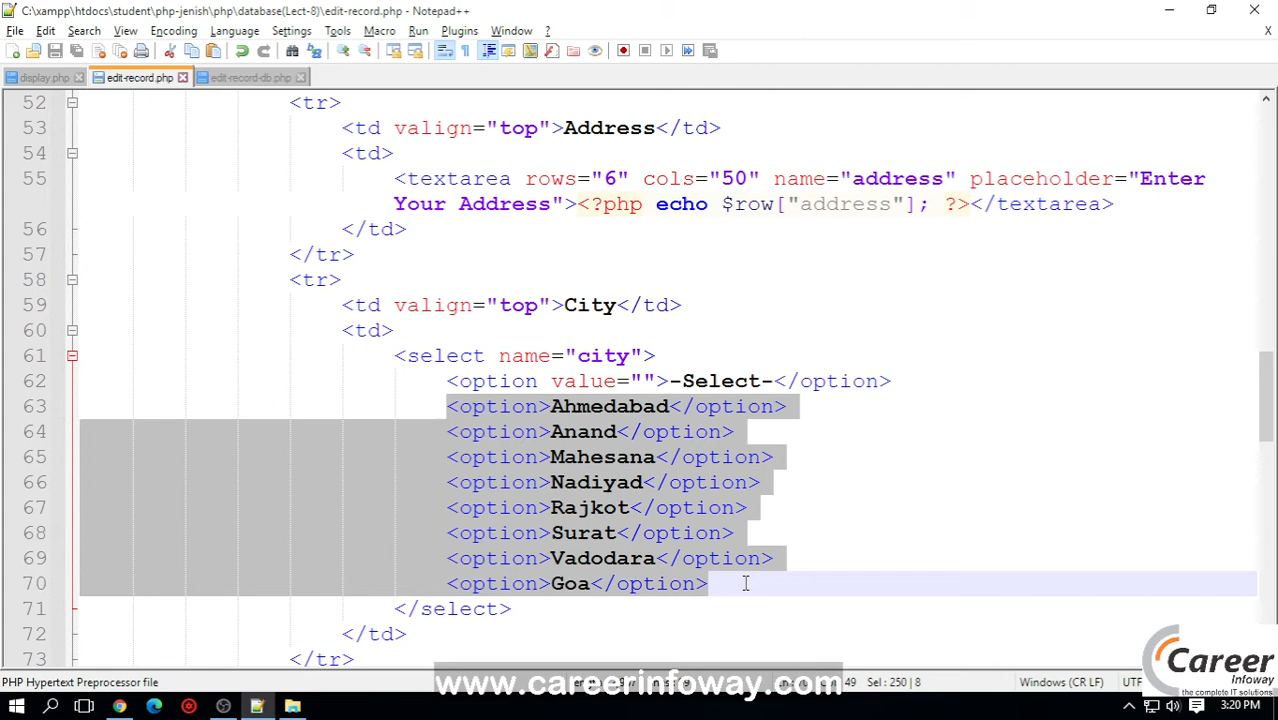 C:\xampp\htdocs\student\php-jenish\php\database(Lect-8)\edit-record.php - Notepad++
File Edit Search View Encoding Language Settings Tools Macro Run Plugins Window ?
X
display.php edit-record.php edit-record-db.php
52 <tr>
53 <td valign="top">Address</td>
54 <td>
55 <textarea rows="6" cols="50" name="address" placeholder="Enter
Your Address"><?php echo $row["address"]; ?></textarea>
56 </td>
57 </tr>
58 <tr>
59 <td valign="top">City</td>
60 <td>
61 <select name="city">
62 <option value="">-Select-</option>
63 <option>Ahmedabad</option>
64 <option>Anand</option>
65 <option>Mahesana</option>
66 <option>Nadiyad</option>
67 <option>Rajkot</option>
68 <option>Surat</option>
69 <option>Vadodara</option>
70 <option>Goa</option>
71 </select>
72 </td>
73 </tr>
Career
Infoway
(the complete IT solutions)
PHP Hypertext Preprocessor file
49 Sel : 250 | 8 Windows (CR LF) UTF
www.careerinfoway.com
3:20 PM